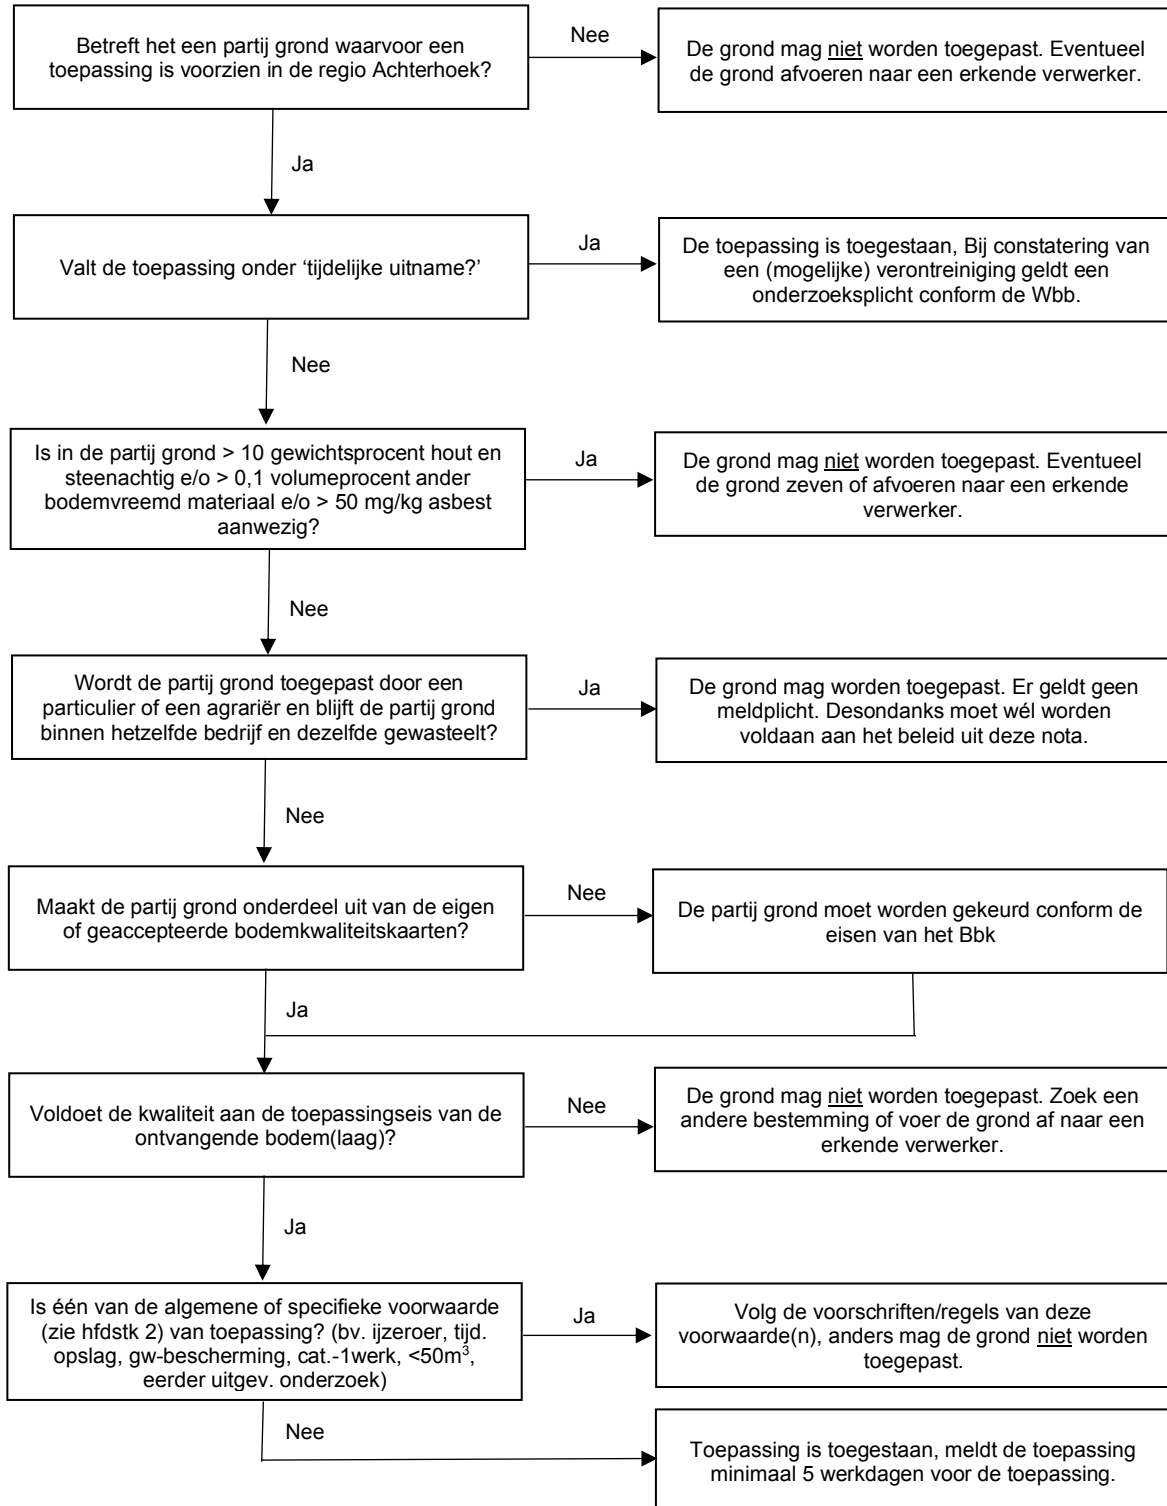 Betreft het een partij grond waarvoor een
toepassing is voorzien in de regio Achterhoek?
Nee
De grond mag niet worden toegepast. Eventueel
de grond afvoeren naar een erkende verwerker.
Ja
Valt de toepassing onder ‘tijdelijke uitname?’
Ja
De toepassing is toegestaan, Bij constatering van
een (mogelijke) verontreiniging geldt een
onderzoeksplicht conform de Wbb.
Nee
Is in de partij grond > 10 gewichtsprocent hout en
steenachtig e/o > 0,1 volumeprocent ander
bodemvreemd materiaal e/o > 50 mg/kg asbest
aanwezig?
Ja
De grond mag niet worden toegepast. Eventueel
de grond zeven of afvoeren naar een erkende
verwerker.
Nee
Wordt de partij grond toegepast door een
particulier of een agrariër en blijft de partij grond
binnen hetzelfde bedrijf en dezelfde gewasteelt?
Ja
De grond mag worden toegepast. Er geldt geen
meldplicht. Desondanks moet wél worden
voldaan aan het beleid uit deze nota.
Nee
Maakt de partij grond onderdeel uit van de eigen
of geaccepteerde bodemkwaliteitskaarten?
Nee
De partij grond moet worden gekeurd conform de
eisen van het Bbk
Ja
Voldoet de kwaliteit aan de toepassingseis van de
ontvangende bodem(laag)?
Nee
De grond mag niet worden toegepast. Zoek een
andere bestemming of voer de grond af naar een
erkende verwerker.
Ja
Is één van de algemene of specifieke voorwaarde
(zie hfdstk 2) van toepassing? (bv. ijzeroer, tijd.
opslag, gw-bescherming, cat.-1werk, <50m³,
eerder uitgev. onderzoek)
Ja
Volg de voorschriften/regels van deze
voorwaarde(n), anders mag de grond niet worden
toegepast.
Nee
Toepassing is toegestaan, meldt de toepassing
minimaal 5 werkdagen voor de toepassing.